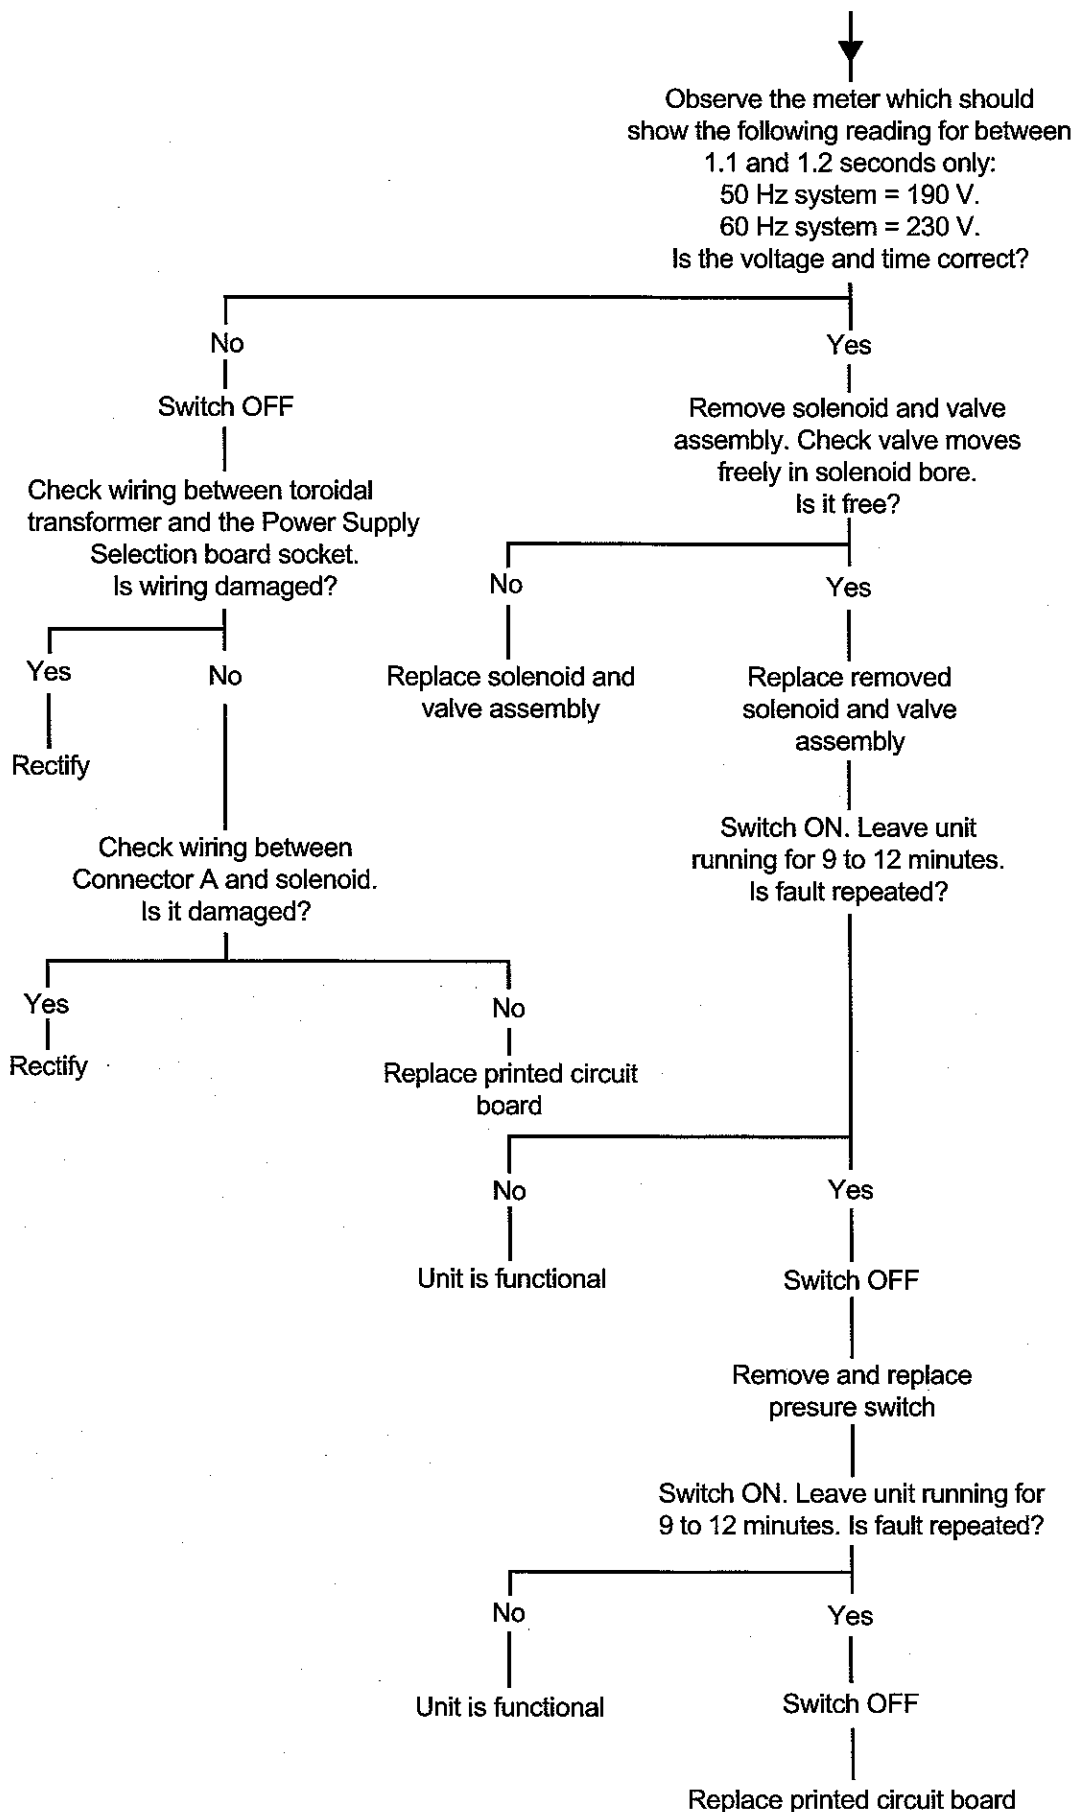 Observe the meter which should
show the following reading for between
1.1 and 1.2 seconds only:
50 Hz system = 190 V.
60 Hz system = 230 V.
Is the voltage and time correct?
No
Yes
Switch OFF
Remove solenoid and valve
assembly. Check valve moves
freely in solenoid bore.
Is it free?
Check wiring between toroidal
transformer and the Power Supply
Selection board socket.
Is wiring damaged?
No
Yes
Yes
No
Replace solenoid and
valve assembly
Replace removed
solenoid and valve
assembly
Rectify
Switch ON. Leave unit
running for 9 to 12 minutes.
Is fault repeated?
Check wiring between
Connector A and solenoid.
Is it damaged?
Yes
No
Rectify
Replace printed circuit
board
No
Yes
Unit is functional
Switch OFF
Remove and replace
presure switch
Switch ON. Leave unit running for
9 to 12 minutes. Is fault repeated?
No
Yes
Unit is functional
Switch OFF
Replace printed circuit board